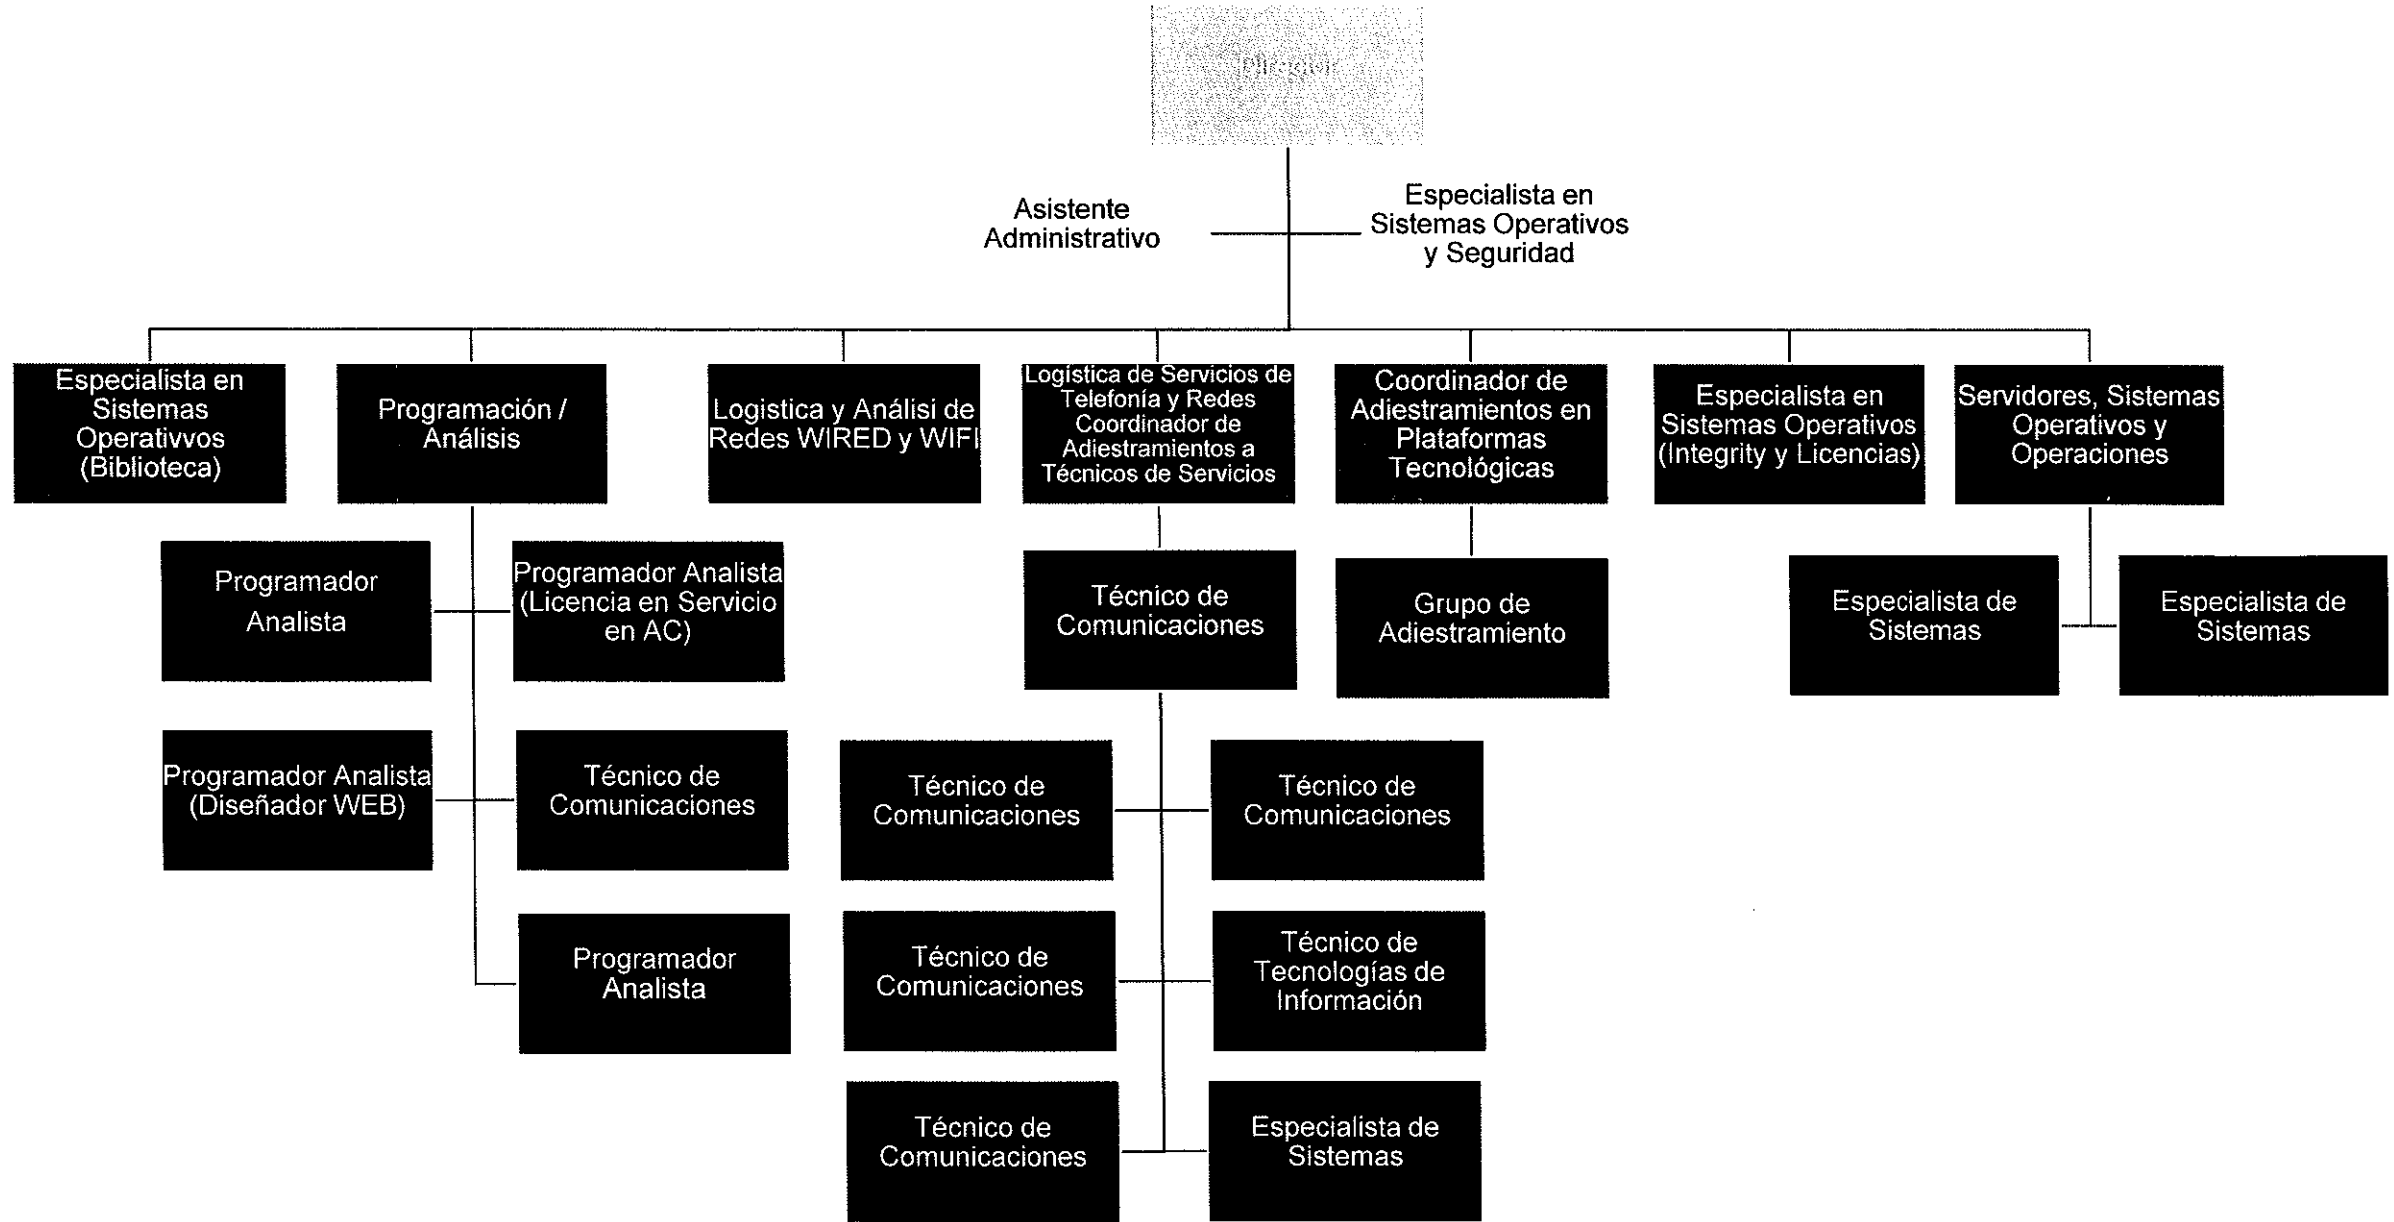 Director
Asistente
Administrativo
Especialista en
Sistemas Operativos
y Seguridad
Especialista en
Sistemas
Operativvos
(Biblioteca)
Programación /
Análisis
Logistica y Análisi de
Redes WIRED y WIFI
Logística de Servicios de
Telefonía y Redes
Coordinador de
Adiestramientos a
Técnicos de Servicios
Coordinador de
Adiestramientos en
Plataformas
Tecnológicas
Especialista en
Sistemas Operativos
(Integrity y Licencias)
Servidores, Sistemas
Operativos y
Operaciones
Programador
Analista
Programador Analista
(Licencia en Servicio
en AC)
Técnico de
Comunicaciones
Grupo de
Adiestramiento
Especialista de
Sistemas
Especialista de
Sistemas
Programador Analista
(Diseñador WEB)
Técnico de
Comunicaciones
Técnico de
Comunicaciones
Técnico de
Comunicaciones
Programador
Analista
Técnico de
Comunicaciones
Técnico de
Tecnologías de
Información
Técnico de
Comunicaciones
Especialista de
Sistemas